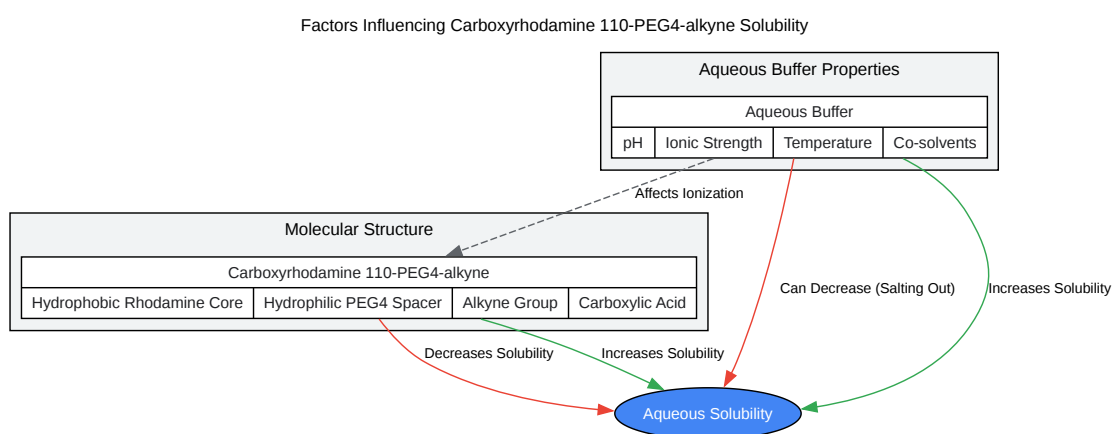 Factors Influencing Carboxyrhodamine 110-PEG4-alkyne Solubility
Aqueous Buffer Properties
Aqueous Buffer
pH
Ionic Strength
Temperature
Co-solvents
Affects Ionization
Molecular Structure
Carboxyrhodamine 110-PEG4-alkyne
Hydrophobic Rhodamine Core
Hydrophilic PEG4 Spacer
Alkyne Group
Carboxylic Acid
Can Decrease (Salting Out)
Increases Solubility
Decreases Solubility
Increases Solubility
Aqueous Solubility